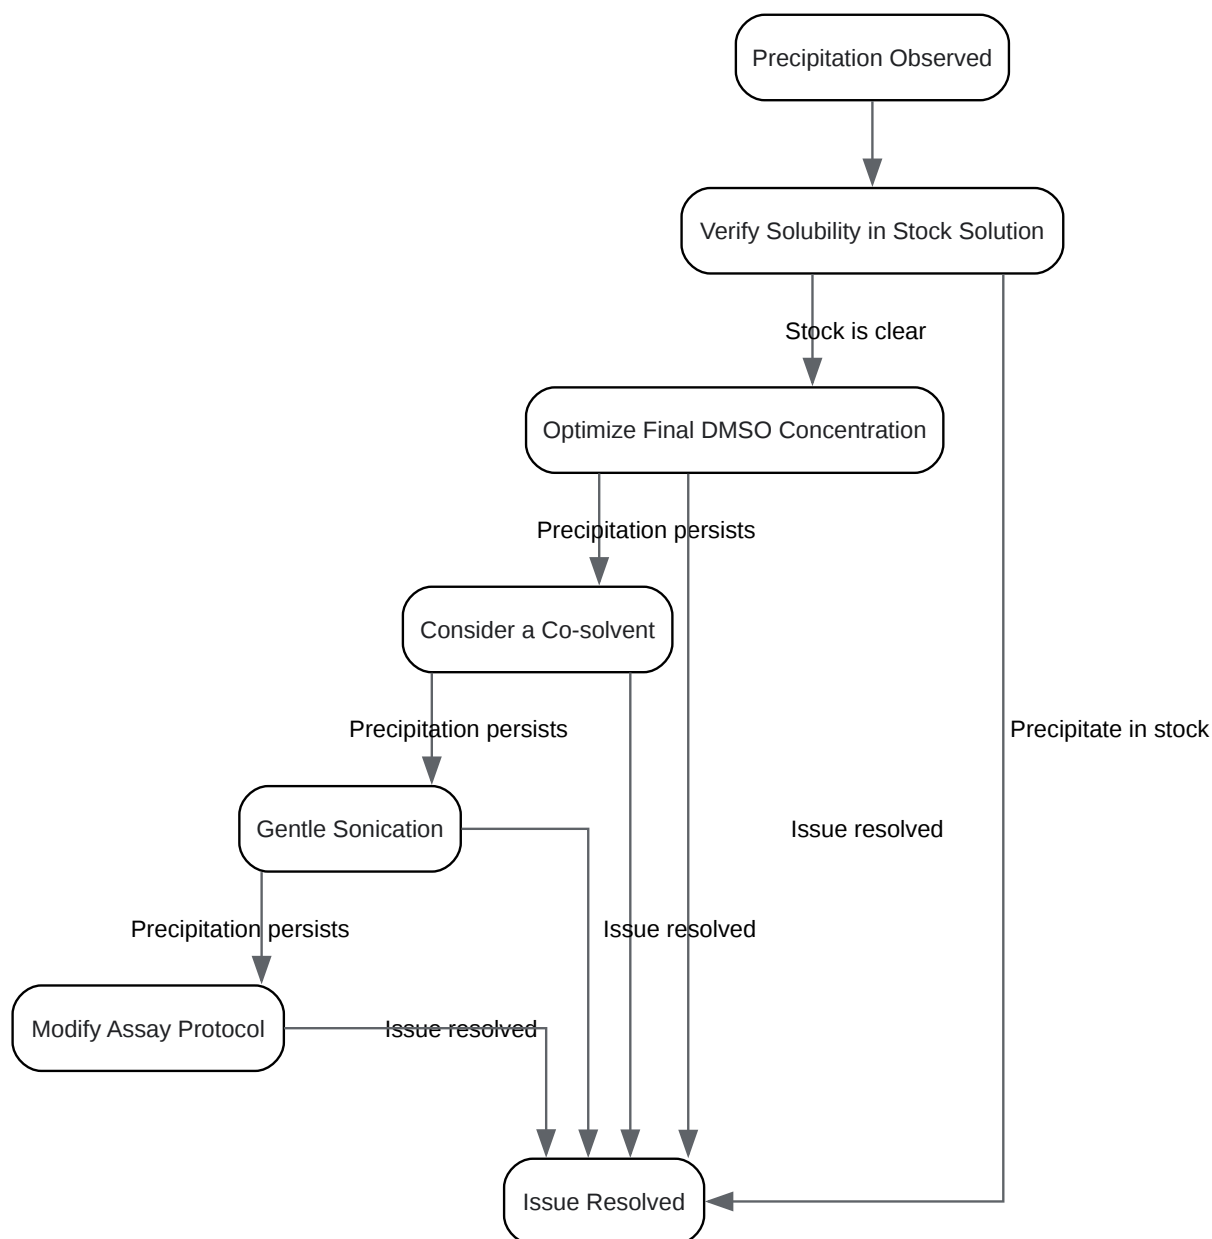 Precipitation Observed
Verify Solubility in Stock Solution
Stock is clear
Optimize Final DMSO Concentration
Precipitation persists
Consider a Co-solvent
Precipitation persists
Precipitate in stock
Gentle Sonication
Issue resolved
Precipitation persists
Issue resolved
Modify Assay Protocol
Issue resolved
Issue Resolved